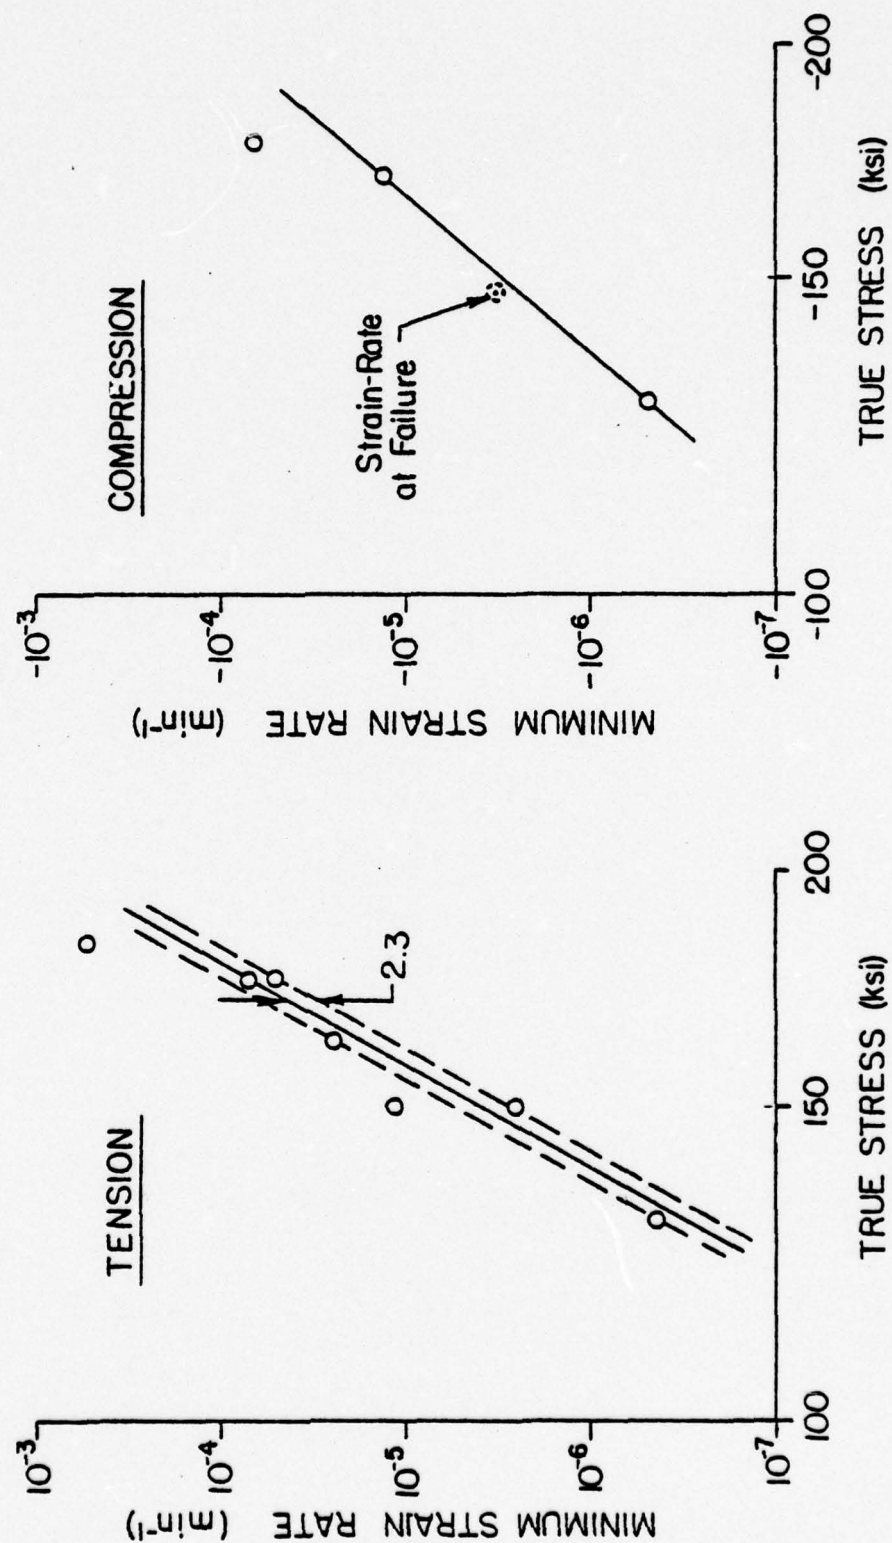 TENSION
MINIMUM STRAIN RATE (min⁻¹)
10⁻³
10⁻⁴
10⁻⁵
10⁻⁶
10⁻⁷
2.3
100
150
200
TRUE STRESS (ksi)
COMPRESSION
MINIMUM STRAIN RATE (min⁻¹)
-10⁻³
-10⁻⁴
-10⁻⁵
-10⁻⁶
-10⁻⁷
Strain-Rate
at Failure
-100
-150
-200
TRUE STRESS (ksi)